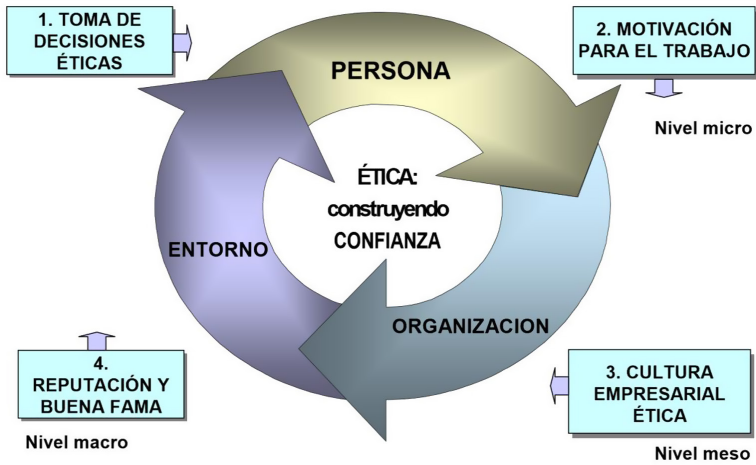 1. TOMA DE
DECISIONES
ÉTICAS
2. MOTIVACIÓN
PARA EL TRABAJO
Nivel micro
PERSONA
ÉTICA:
construyendo
CONFIANZA
ENTORNO
ORGANIZACION
4.
REPUTACIÓN Y
BUENA FAMA
Nivel macro
3. CULTURA
EMPRESARIAL
ÉTICA
Nivel meso